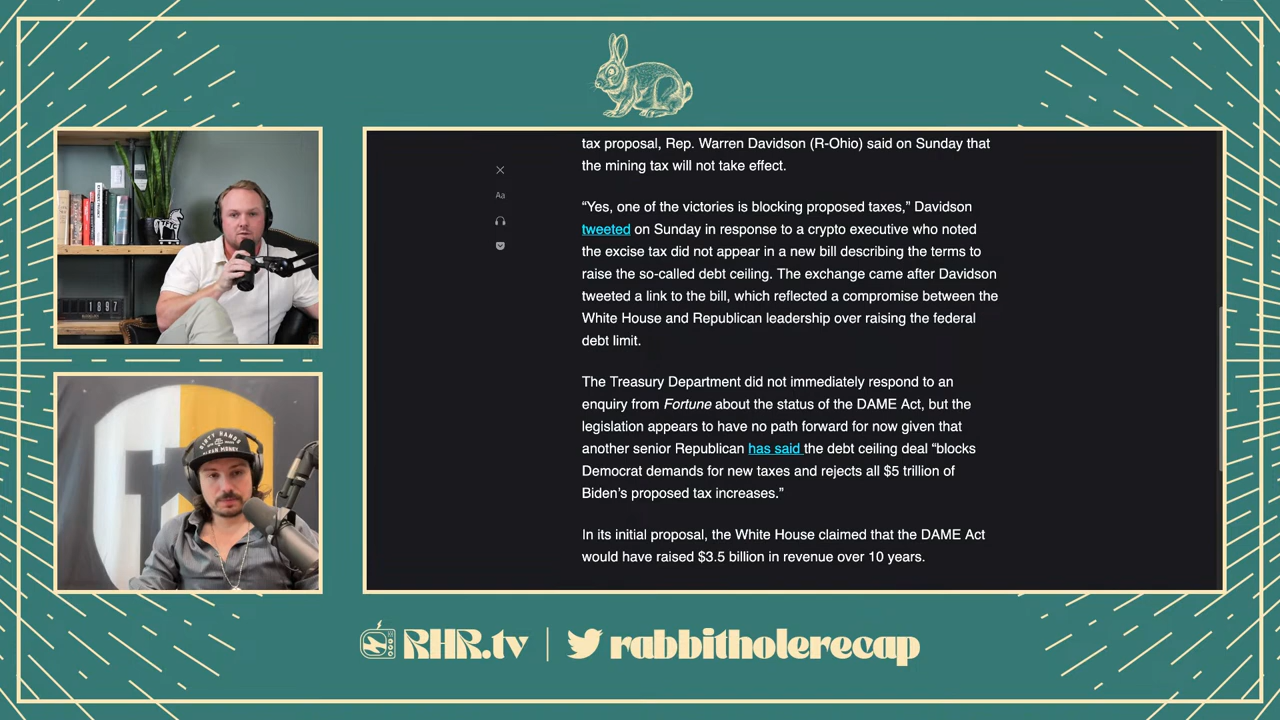 tax proposal, Rep. Warren Davidson (R-Ohio) said on Sunday that
the mining tax will not take effect.
“Yes, one of the victories is blocking proposed taxes,” Davidson
tweeted on Sunday in response to a crypto executive who noted
the excise tax did not appear in a new bill describing the terms to
raise the so-called debt ceiling. The exchange came after Davidson
tweeted a link to the bill, which reflected a compromise between the
White House and Republican leadership over raising the federal
debt limit.
The Treasury Department did not immediately respond to an
enquiry from Fortune about the status of the DAME Act, but the
legislation appears to have no path forward for now given that
another senior Republican has said the debt ceiling deal “blocks
Democrat demands for new taxes and rejects all $5 trillion of
Biden’s proposed tax increases.”
In its initial proposal, the White House claimed that the DAME Act
would have raised $3.5 billion in revenue over 10 years.
Aa
1897
DIRTY HANDS
CLEAN MONEY
RHR.tv | rabbitholerecap